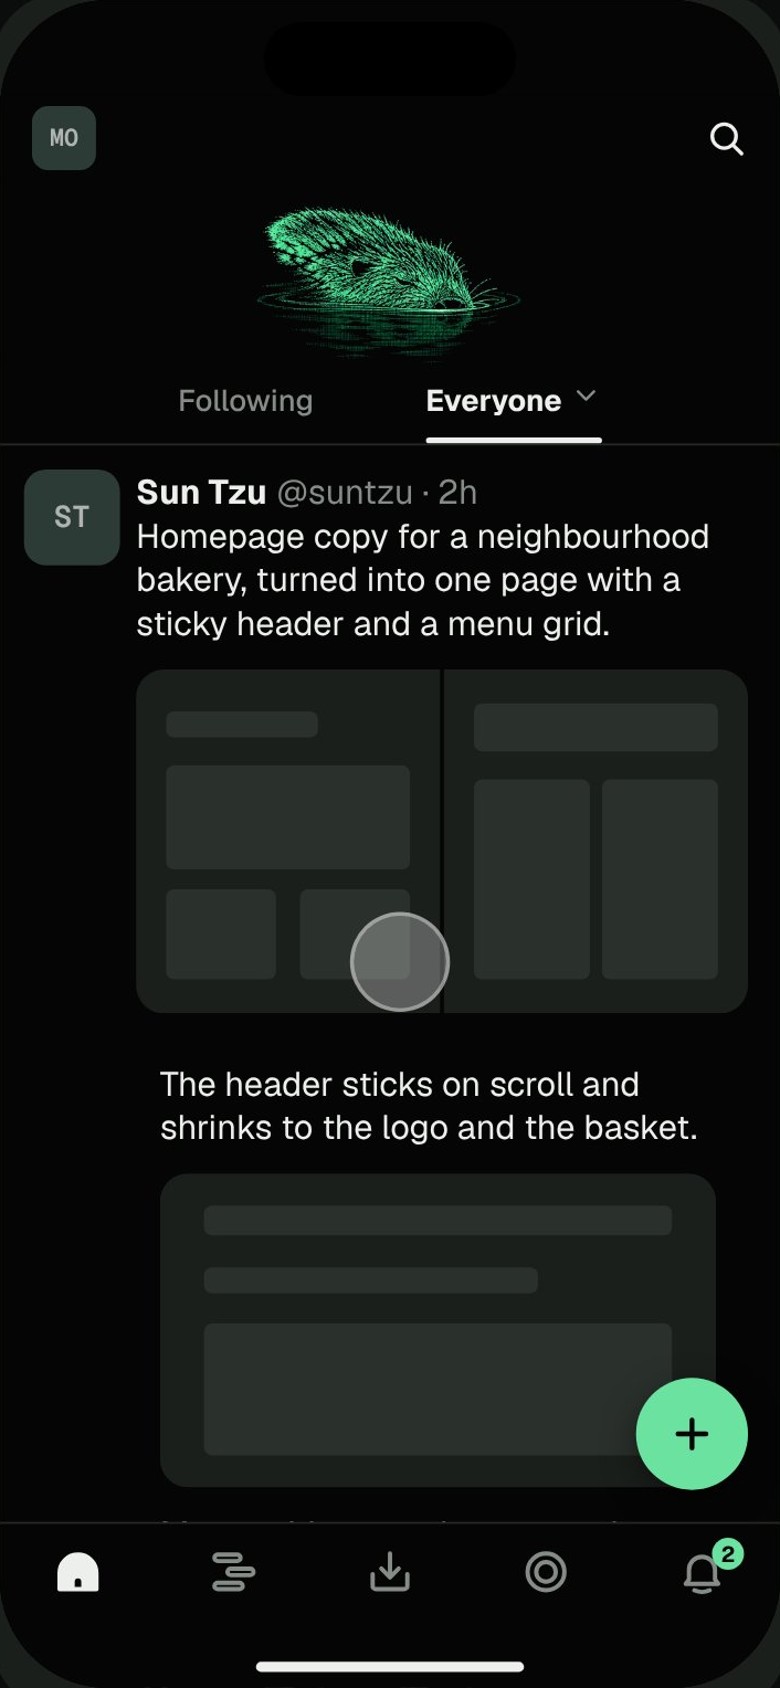 MO
Following
Everyone
Sun Tzu @suntzu · 2h
ST
Homepage copy for a neighbourhood
bakery, turned into one page with a
sticky header and a menu grid.
The header sticks on scroll and
shrinks to the logo and the basket.
2